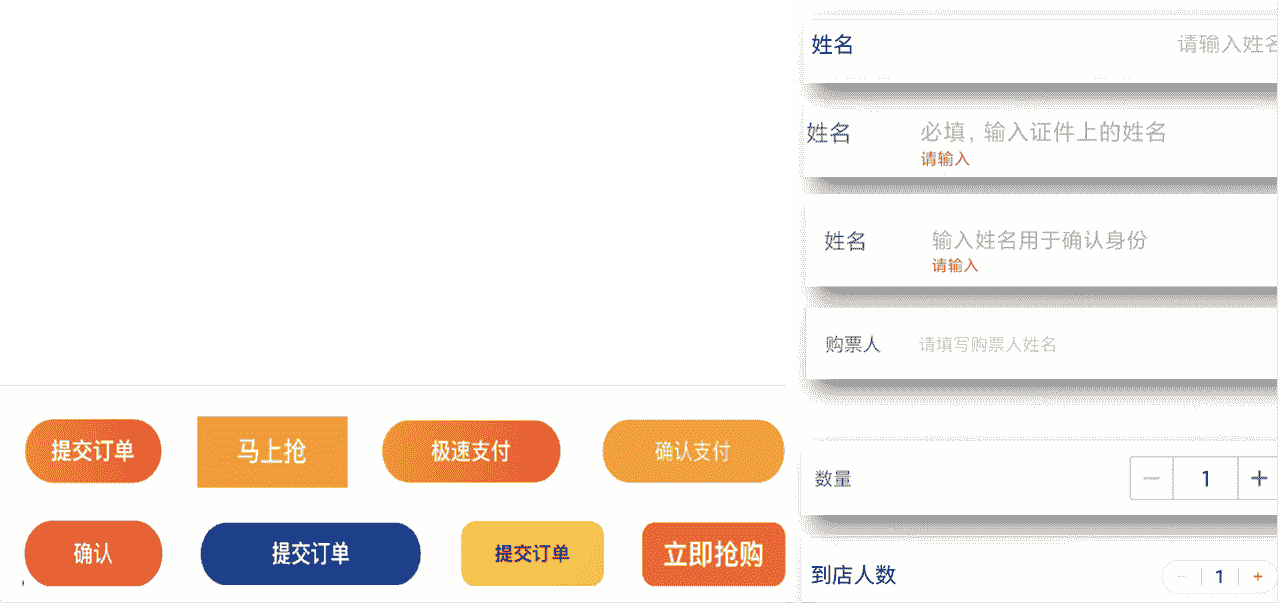 姓名 请输入姓名
姓名 必填, 输入证件上的姓名
请输入
姓名 输入姓名用于确认身份
请输入
购票人 请填写购票人姓名
数量 － 1 +
到店人数 － 1 +
提交订单 马上抢 极速支付 确认支付
确认 提交订单 提交订单 立即抢购